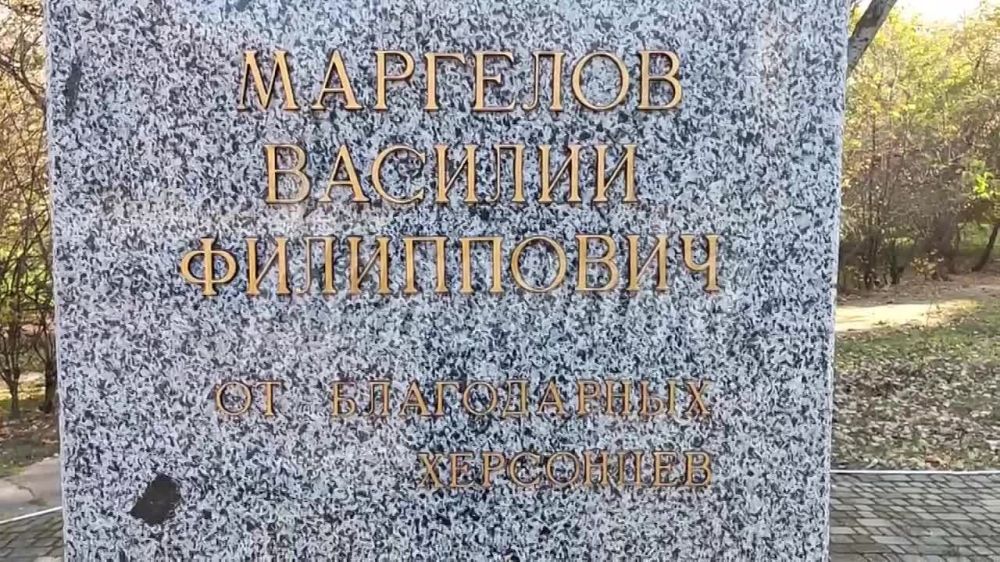 МАРГЕЛОВ
ВАСИЛИЙ
ФИЛИППОВИЧ
ОТ БЛАГОДАРНЫХ
ХЕРСОНЦЕВ